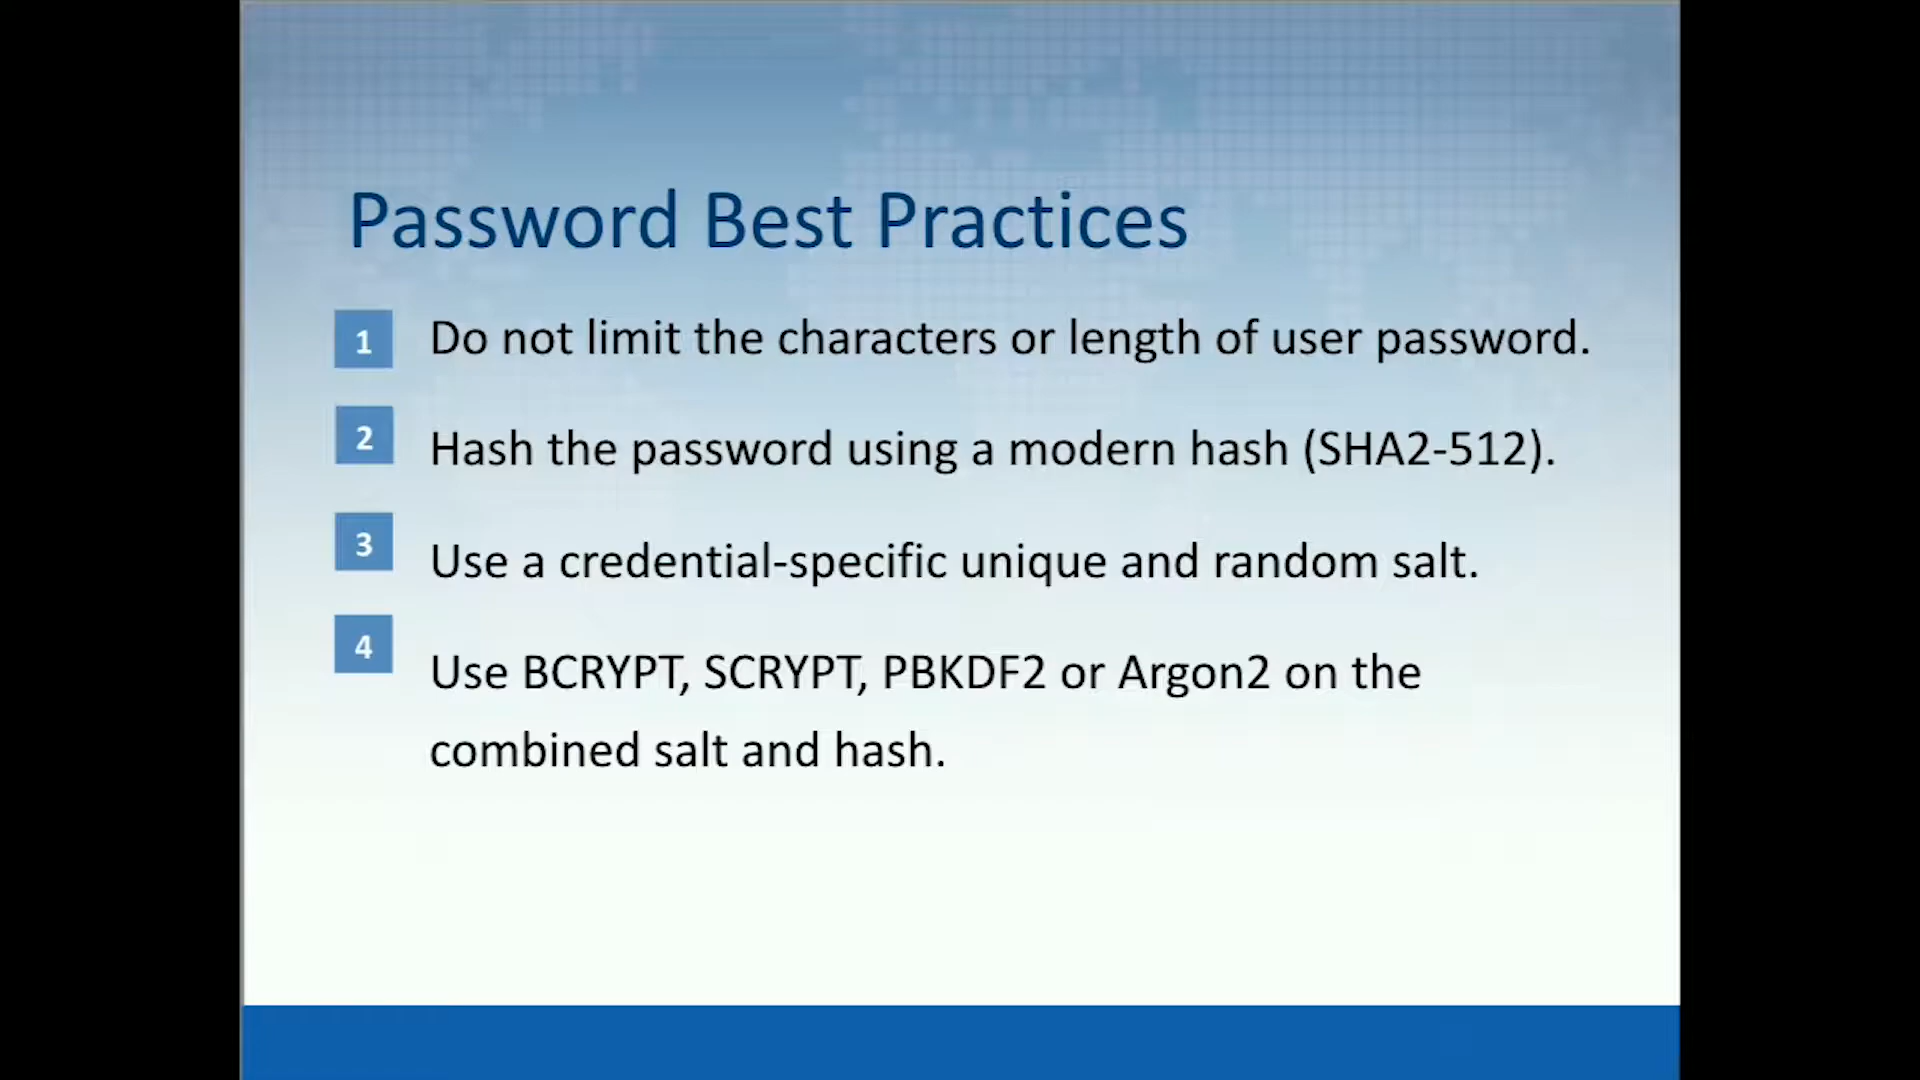 Password Best Practices
1 Do not limit the characters or length of user password.
2 Hash the password using a modern hash (SHA2-512).
3 Use a credential-specific unique and random salt.
4 Use BCRYPT, SCRYPT, PBKDF2 or Argon2 on the
combined salt and hash.